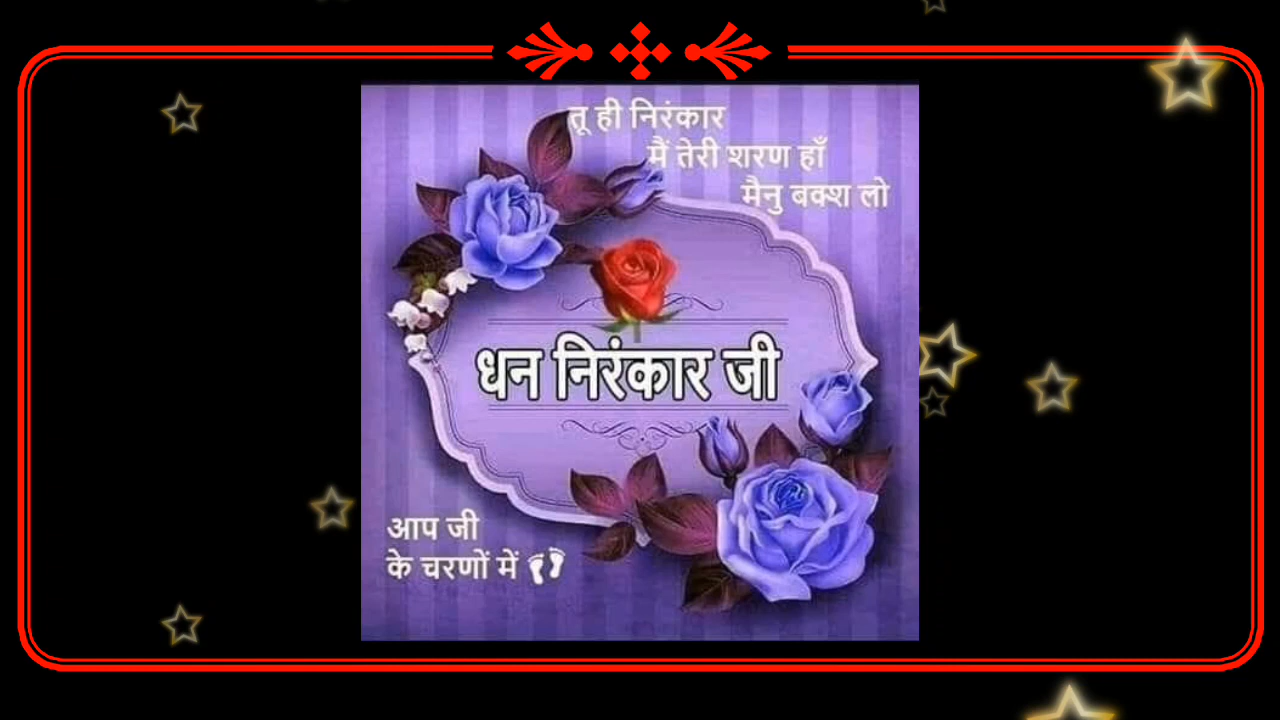 तू ही निरंकार
मैं तेरी शरण हाँ
मैनु बक्श लो
धन निरंकार जी
आप जी
के चरणों में